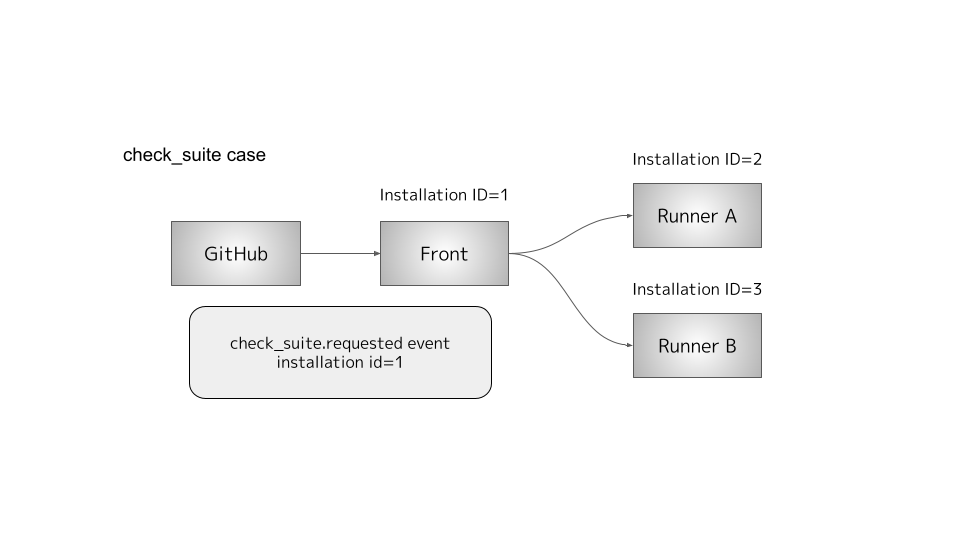 check_suite case
Installation ID=1
Installation ID=2
GitHub
Front
Runner A
Installation ID=3
Runner B
check_suite.requested event
installation id=1